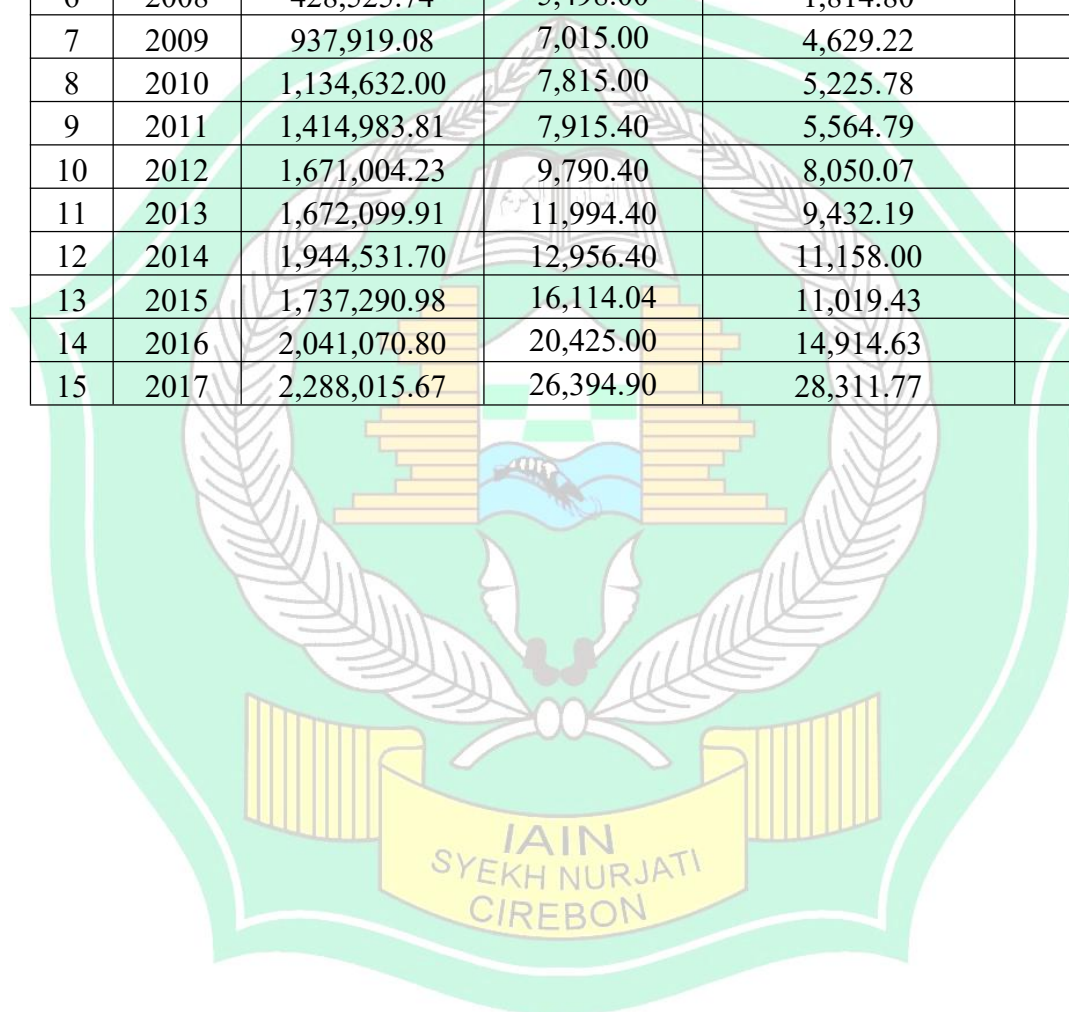 7 2009 937,919.08 7,015.00 4,629.22
8 2010 1,134,632.00 7,815.00 5,225.78
9 2011 1,414,983.81 7,915.40 5,564.79
10 2012 1,671,004.23 9,790.40 8,050.07
11 2013 1,672,099.91 11,994.40 9,432.19
12 2014 1,944,531.70 12,956.40 11,158.00
13 2015 1,737,290.98 16,114.04 11,019.43
14 2016 2,041,070.80 20,425.00 14,914.63
15 2017 2,288,015.67 26,394.90 28,311.77
IAIN
SYEKH NURJATI
CIREBON